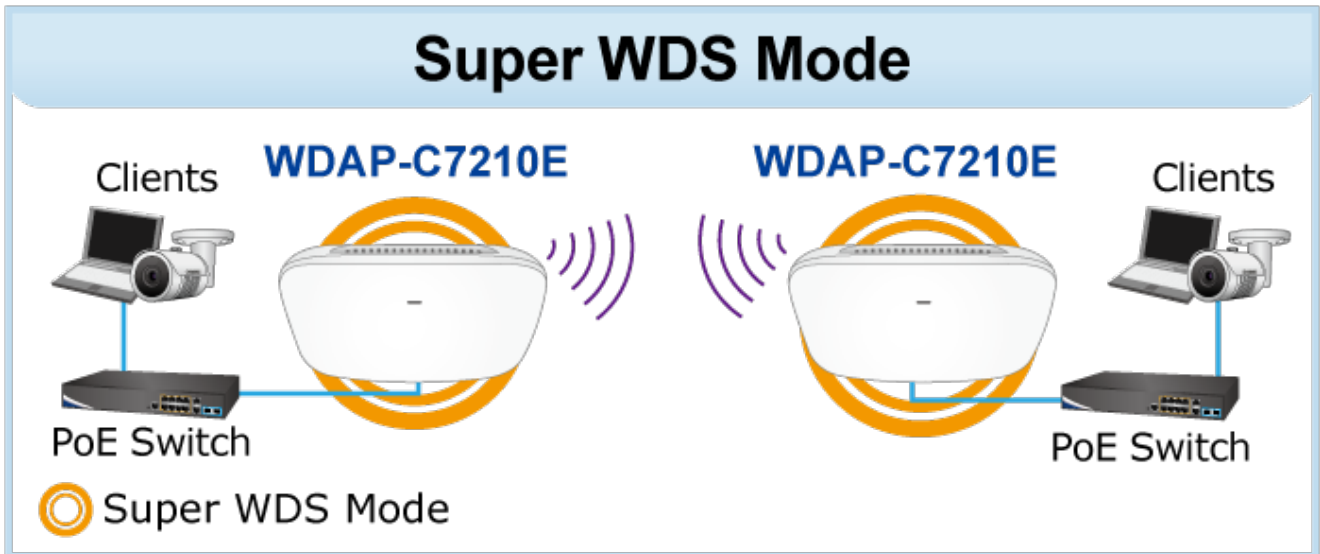 Super WDS Mode
WDAP-C7210E
WDAP-C7210E
Clients
Clients
PoE Switch
PoE Switch
Super WDS Mode